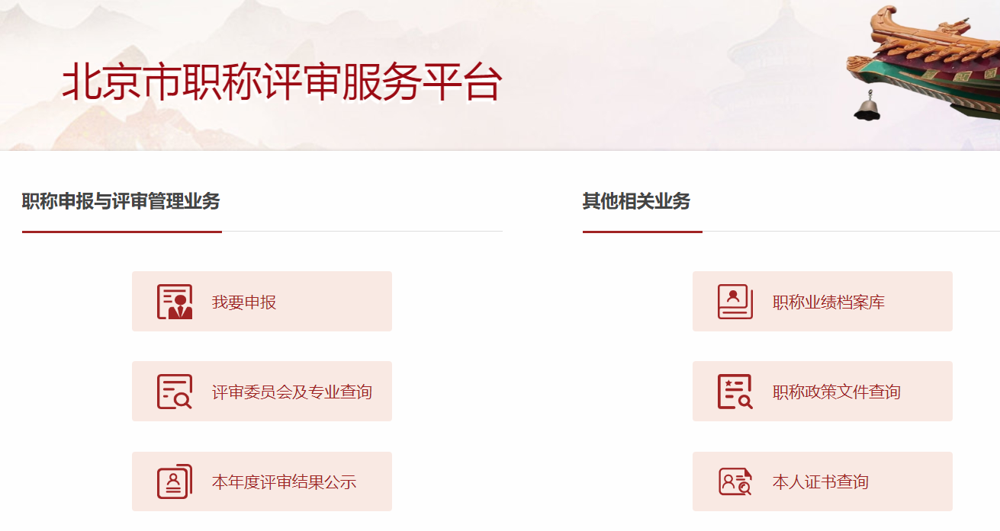 北京市职称评审服务平台
职称申报与评审管理业务
我要申报
评审委员会及专业查询
本年度评审结果公示
其他相关业务
职称业绩档案库
职称政策文件查询
本人证书查询